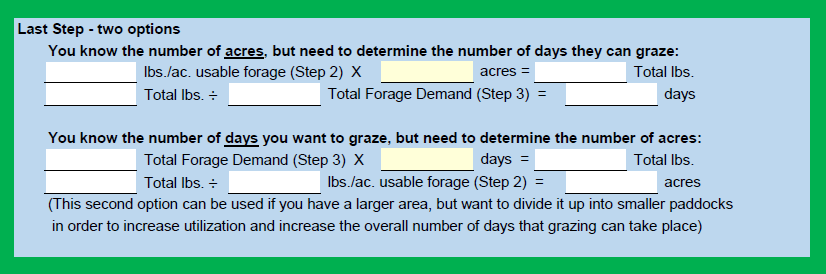 Last Step - two options
You know the number of acres, but need to determine the number of days they can graze:
lbs./ac. usable forage (Step 2) X acres = Total lbs.
Total lbs. ÷ Total Forage Demand (Step 3) = days
You know the number of days you want to graze, but need to determine the number of acres:
Total Forage Demand (Step 3) X days = Total lbs.
Total lbs. ÷ lbs./ac. usable forage (Step 2) = acres
(This second option can be used if you have a larger area, but want to divide it up into smaller paddocks
in order to increase utilization and increase the overall number of days that grazing can take place)